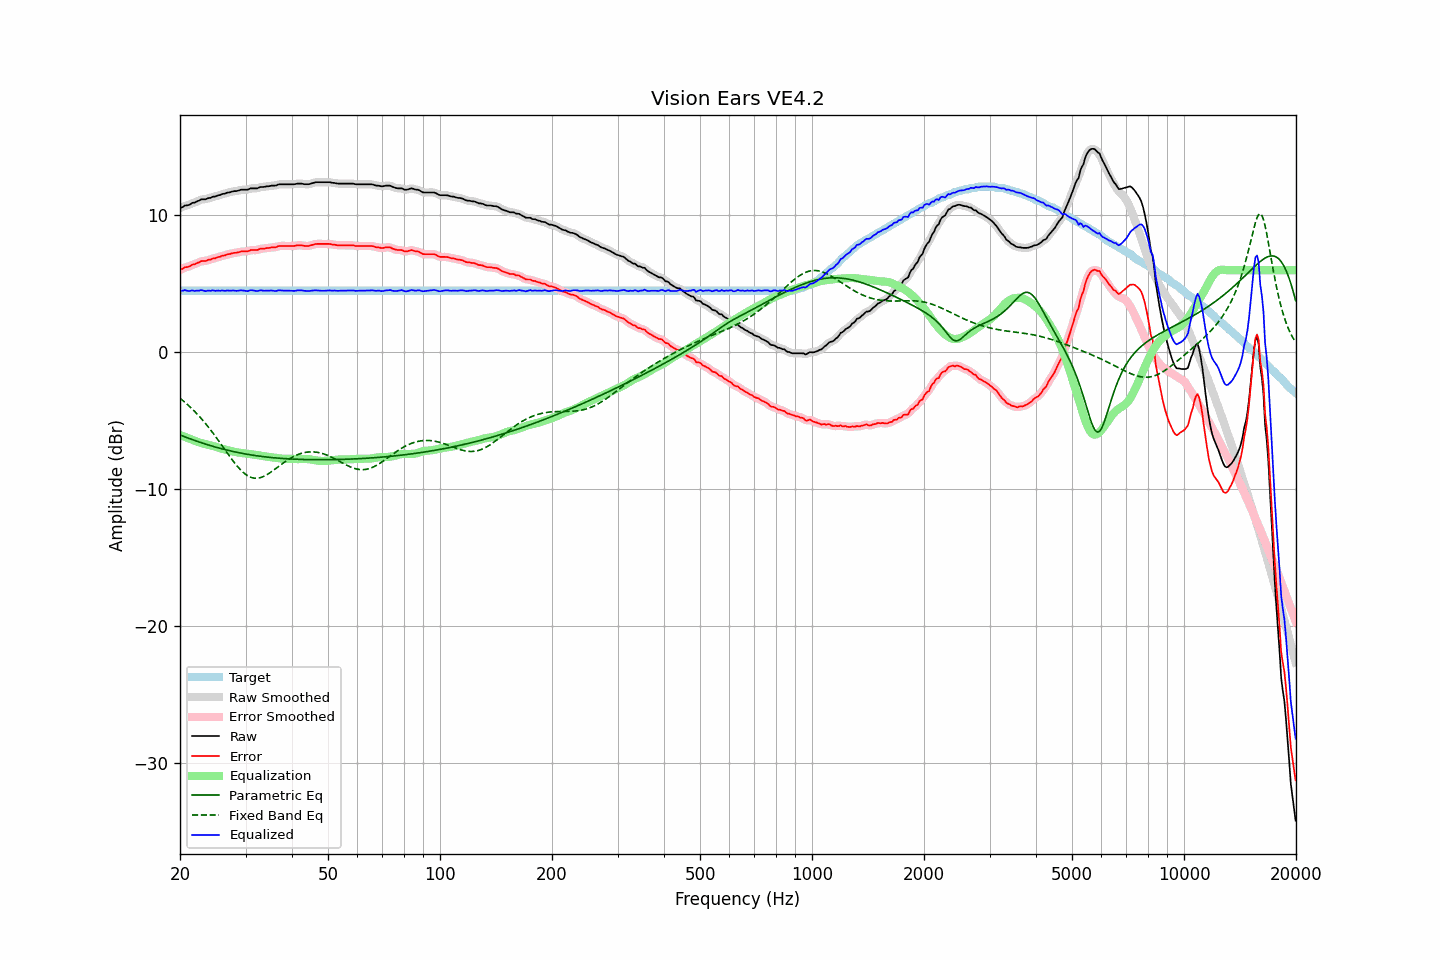 Vision Ears VE4.2
Amplitude (dBr)
10
0
−10
−20
−30
Target
Raw Smoothed
Error Smoothed
Raw
Error
Equalization
Parametric Eq
Fixed Band Eq
Equalized
20 50 100 200 500 1000 2000 5000 10000 20000
Frequency (Hz)